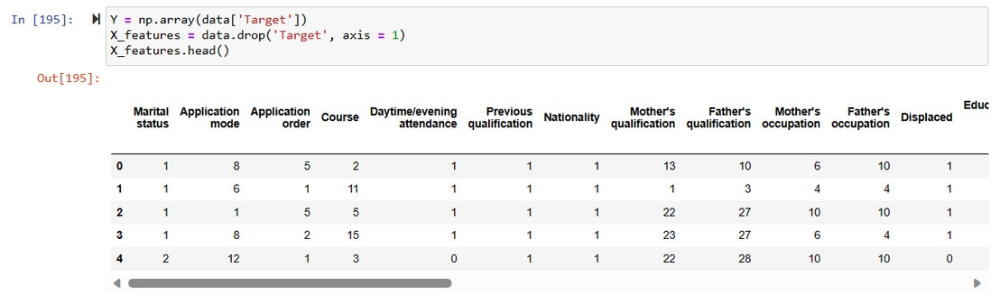 In [195]:
Y = np.array(data['Target'])
X_features = data.drop('Target', axis = 1)
X_features.head()
Out[195]:
Marital status Application mode Application order Course Daytime/evening attendance Previous qualification Nationality Mother's qualification Father's qualification Mother's occupation Father's occupation Displaced Educ
0 1 8 5 2 1 1 1 13 10 6 10 1
1 1 6 1 11 1 1 1 1 3 4 4 1
2 1 1 5 5 1 1 1 22 27 10 10 1
3 1 8 2 15 1 1 1 23 27 6 4 1
4 2 12 1 3 0 1 1 22 28 10 10 0